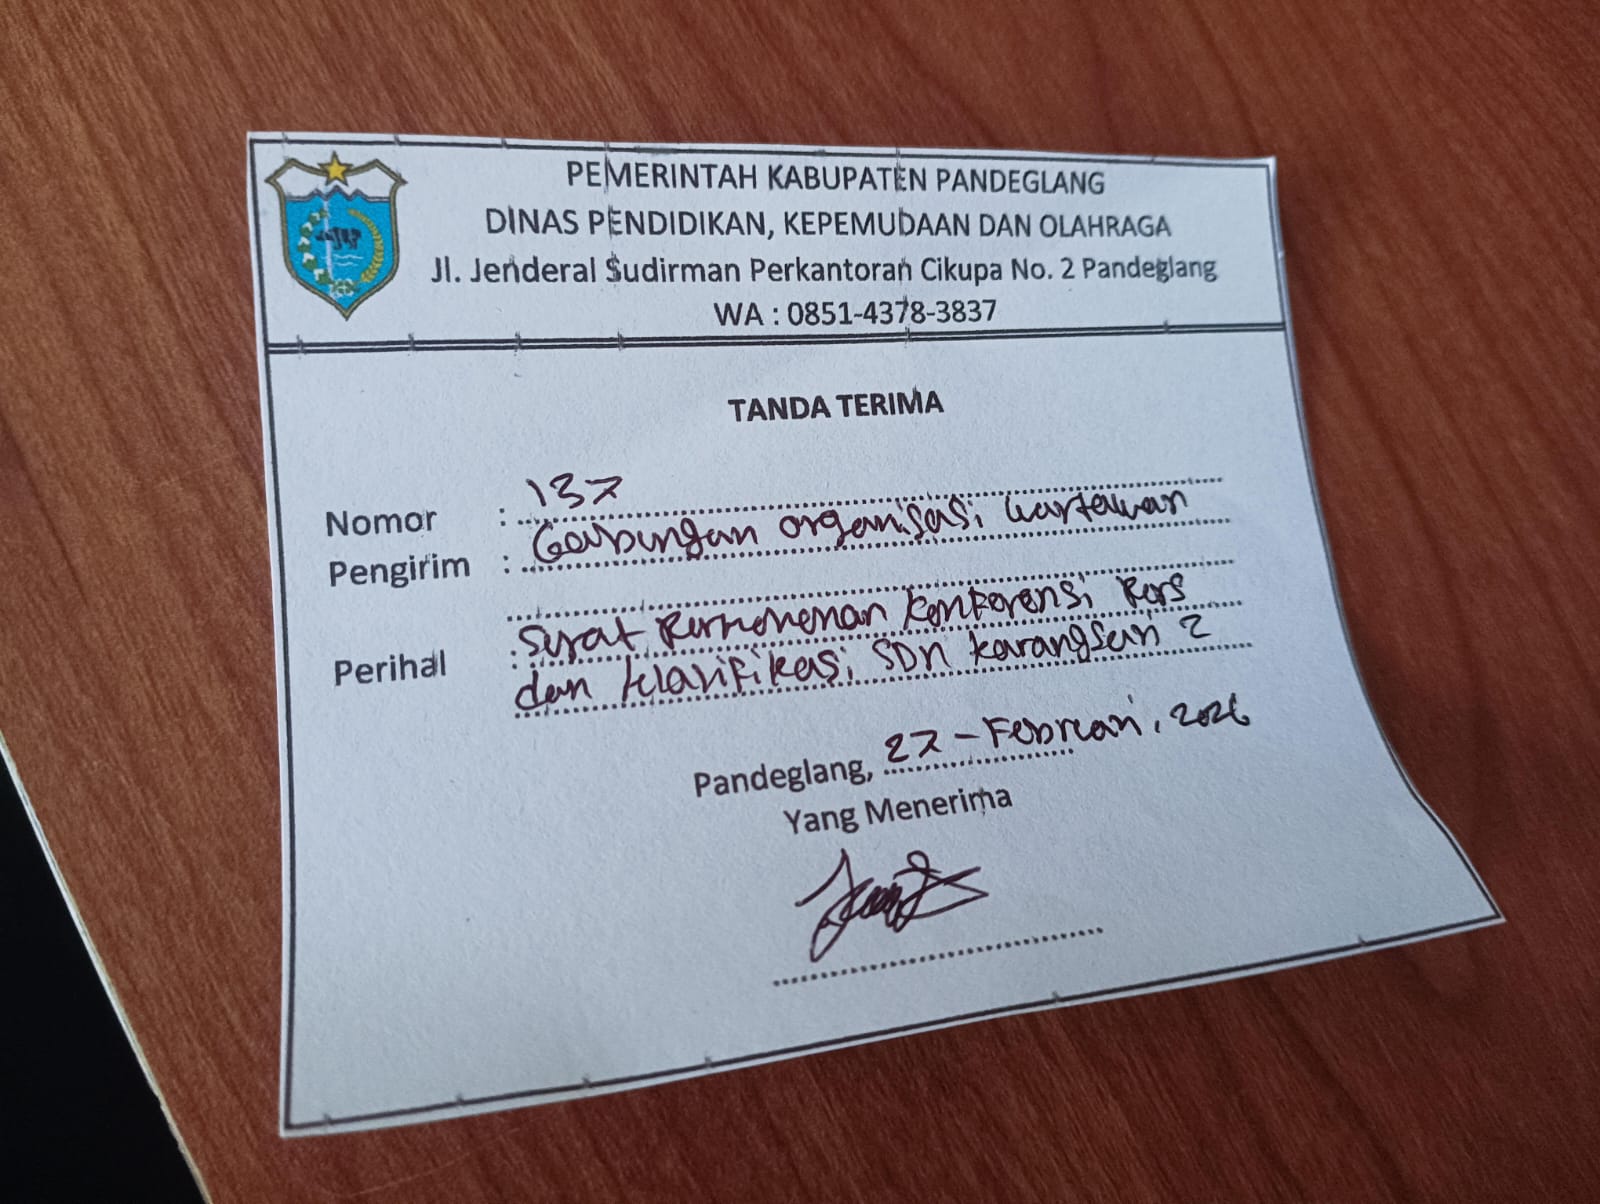 PEMERINTAH KABUPATEN PANDEGLANG
DINAS PENDIDIKAN, KEPEMUDAAN DAN OLAHRAGA
Jl. Jenderal Sudirman Perkantoran Cikupa No. 2 Pandeglang
WA : 0851-4378-3837
TANDA TERIMA
Nomor : 137
Pengirim : Gabungan organisasi wartawan
Perihal : Surat Permohonan Konferensi Pers
dan klarifikasi SDN karangsari 2
Pandeglang, 27 - Februari, 2026
Yang Menerima